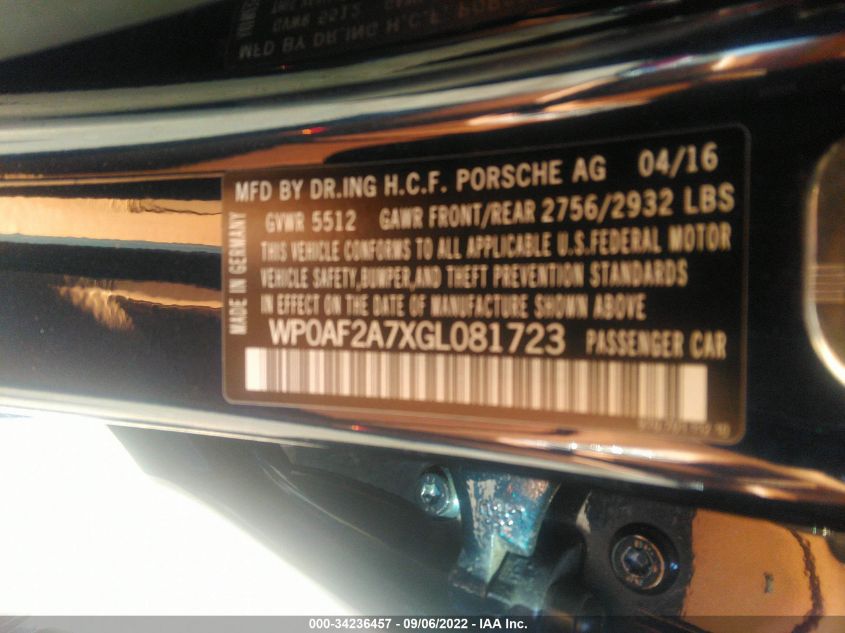 MFD BY DR.ING H.C.F. PORSCHE AG 04/16
GVWR 5512 GAWR FRONT/REAR 2756/2932 LBS
THIS VEHICLE CONFORMS TO ALL APPLICABLE U.S.FEDERAL MOTOR
VEHICLE SAFETY,BUMPER,AND THEFT PREVENTION STANDARDS
IN EFFECT ON THE DATE OF MANUFACTURE SHOWN ABOVE
WP0AF2A7XGL081723 PASSENGER CAR
MADE IN GERMANY
000-34236457 - 09/06/2022 - IAA Inc.